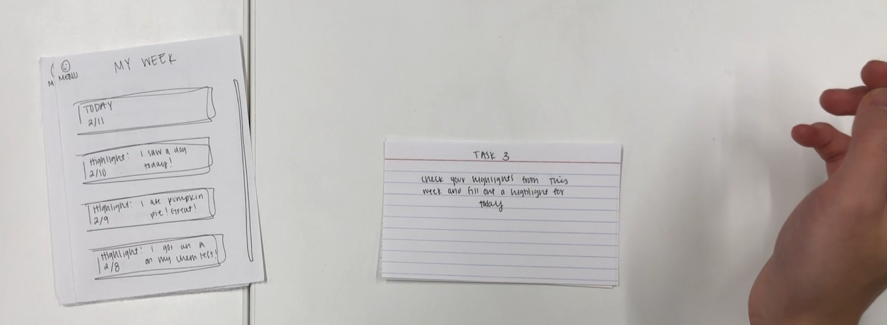 MY WEEK
MENU
TODAY
2/11
Highlight: I saw a dog
2/10 today!
Highlight: I ate pumpkin
2/9 pie! Great!
Highlight: I got an A
2/8 on my chem test!
TASK 3
Check your highlights from this
week and fill out a highlight for
today